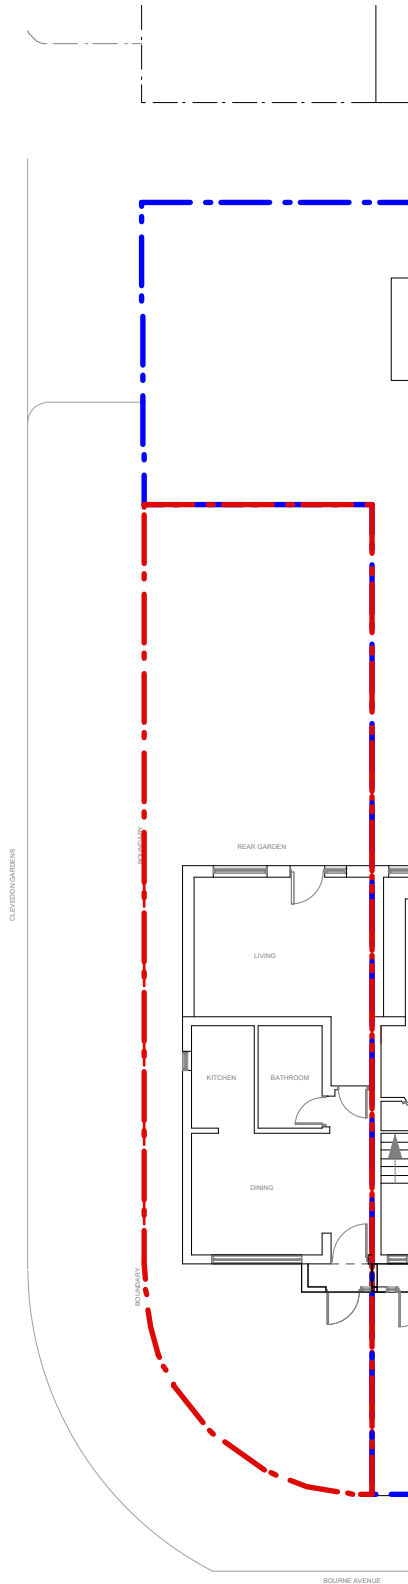 REAR GARDEN
BOUNDARY
CLEVEDON GARDENS
LIVING
KITCHEN
BATHROOM
DINING
BOUNDARY
BOURNE AVENUE